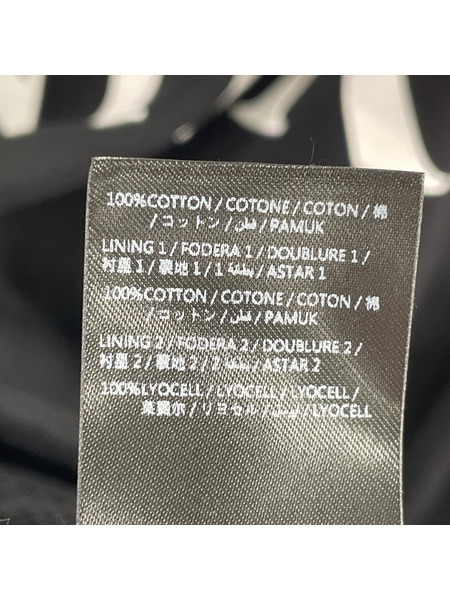 100%COTTON / COTONE / COTON / 棉
/ コットン / قطن / PAMUK
LINING 1 / FODERA 1 / DOUBLURE 1 /
衬里 1 / 裏地 1 / بطانة 1 / ASTAR 1
100%COTTON / COTONE / COTON / 棉
/ コットン / قطن / PAMUK
LINING 2 / FODERA 2 / DOUBLURE 2 /
衬里 2 / 裏地 2 / بطانة 2 / ASTAR 2
100%LYOCELL / LYOCELL / LYOCELL /
莱赛尔 / リヨセル / ليوسل / LYOCELL